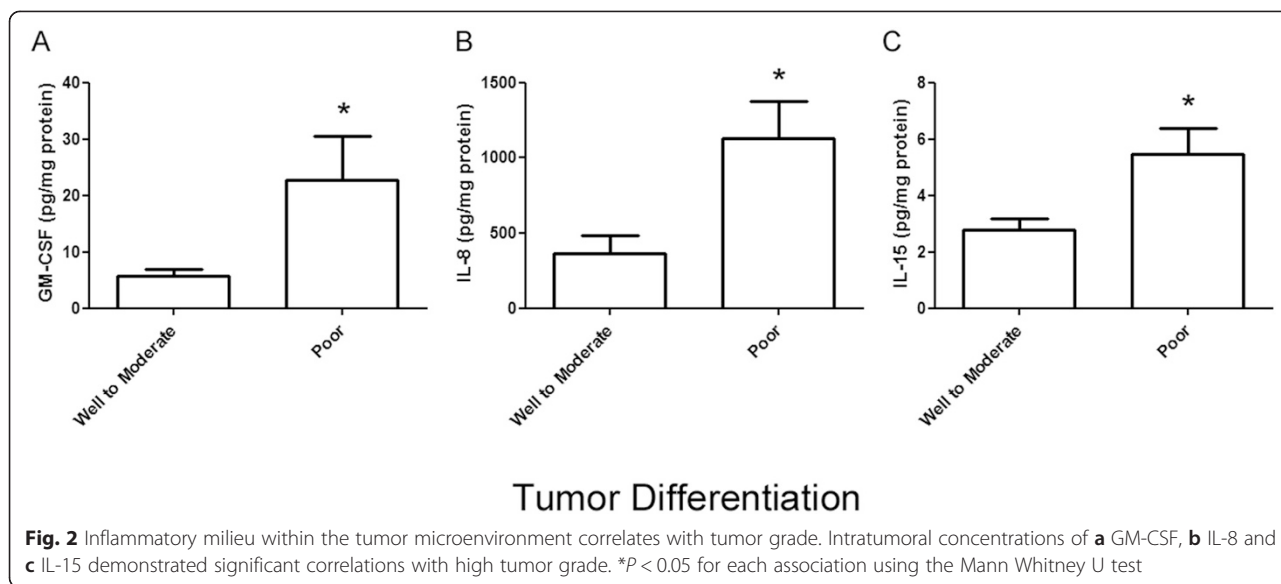 A
GM-CSF (pg/mg protein)
40
30
20
10
0
*
Well to Moderate
Poor
B
IL-8 (pg/mg protein)
1500
1000
500
0
*
Well to Moderate
Poor
C
IL-15 (pg/mg protein)
8
6
4
2
0
*
Well to Moderate
Poor
Tumor Differentiation
Fig. 2 Inflammatory milieu within the tumor microenvironment correlates with tumor grade. Intratumoral concentrations of a GM-CSF, b IL-8 and
c IL-15 demonstrated significant correlations with high tumor grade. *P < 0.05 for each association using the Mann Whitney U test